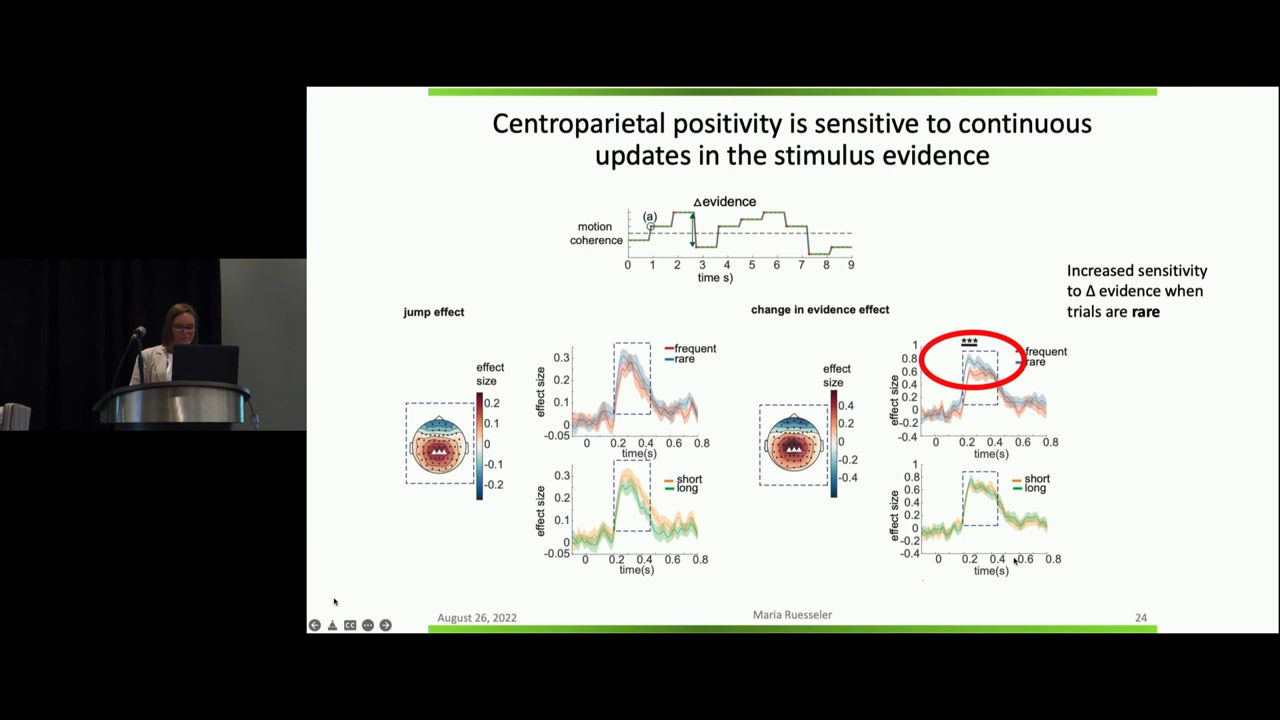 Centroparietal positivity is sensitive to continuous
updates in the stimulus evidence
Δevidence
(a)
motion
coherence
0 1 2 3 4 5 6 7 8 9
time s)
Increased sensitivity
to Δ evidence when
trials are rare
jump effect
change in evidence effect
effect
size
0.2
0.1
0
-0.1
-0.2
effect size
0.3
0.2
0.1
0
-0.05
frequent
rare
0 0.2 0.4 0.6 0.8
time(s)
effect size
0.3
0.2
0.1
0
-0.05
short
long
0 0.2 0.4 0.6 0.8
time(s)
effect
size
0.4
0.2
0
-0.2
-0.4
effect size
1
0.8
0.6
0.4
0.2
0
-0.2
-0.4
***
frequent
rare
0 0.2 0.4 0.6 0.8
time(s)
effect size
1
0.8
0.6
0.4
0.2
0
-0.2
-0.4
short
long
0 0.2 0.4 0.6 0.8
time(s)
August 26, 2022
Maria Ruesseler
24
CC